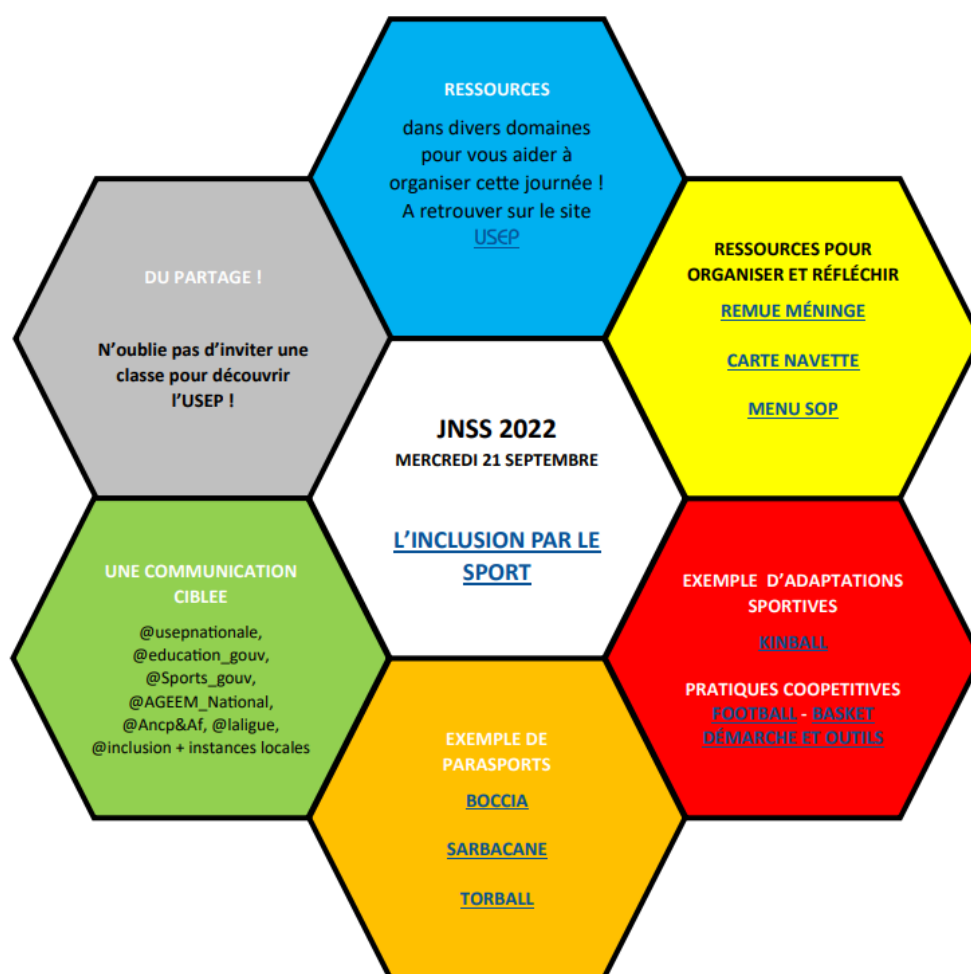 RESSOURCES
dans divers domaines
pour vous aider à
organiser cette journée !
A retrouver sur le site
USEP
RESSOURCES POUR
ORGANISER ET RÉFLÉCHIR
REMUE MÉNINGE
CARTE NAVETTE
MENU SOP
DU PARTAGE !
N'oublie pas d'inviter une
classe pour découvrir
l'USEP !
JNSS 2022
MERCREDI 21 SEPTEMBRE
L'INCLUSION PAR LE
SPORT
UNE COMMUNICATION
CIBLEE
@usepnationale,
@education_gouv,
@Sports_gouv,
@AGEEM_National,
@Ancp&Af, @laligue,
@inclusion + instances locales
EXEMPLE D'ADAPTATIONS
SPORTIVES
KINBALL
PRATIQUES COOPETITIVES
FOOTBALL - BASKET
DÉMARCHE ET OUTILS
EXEMPLE DE
PARASPORTS
BOCCIA
SARBACANE
TORBALL